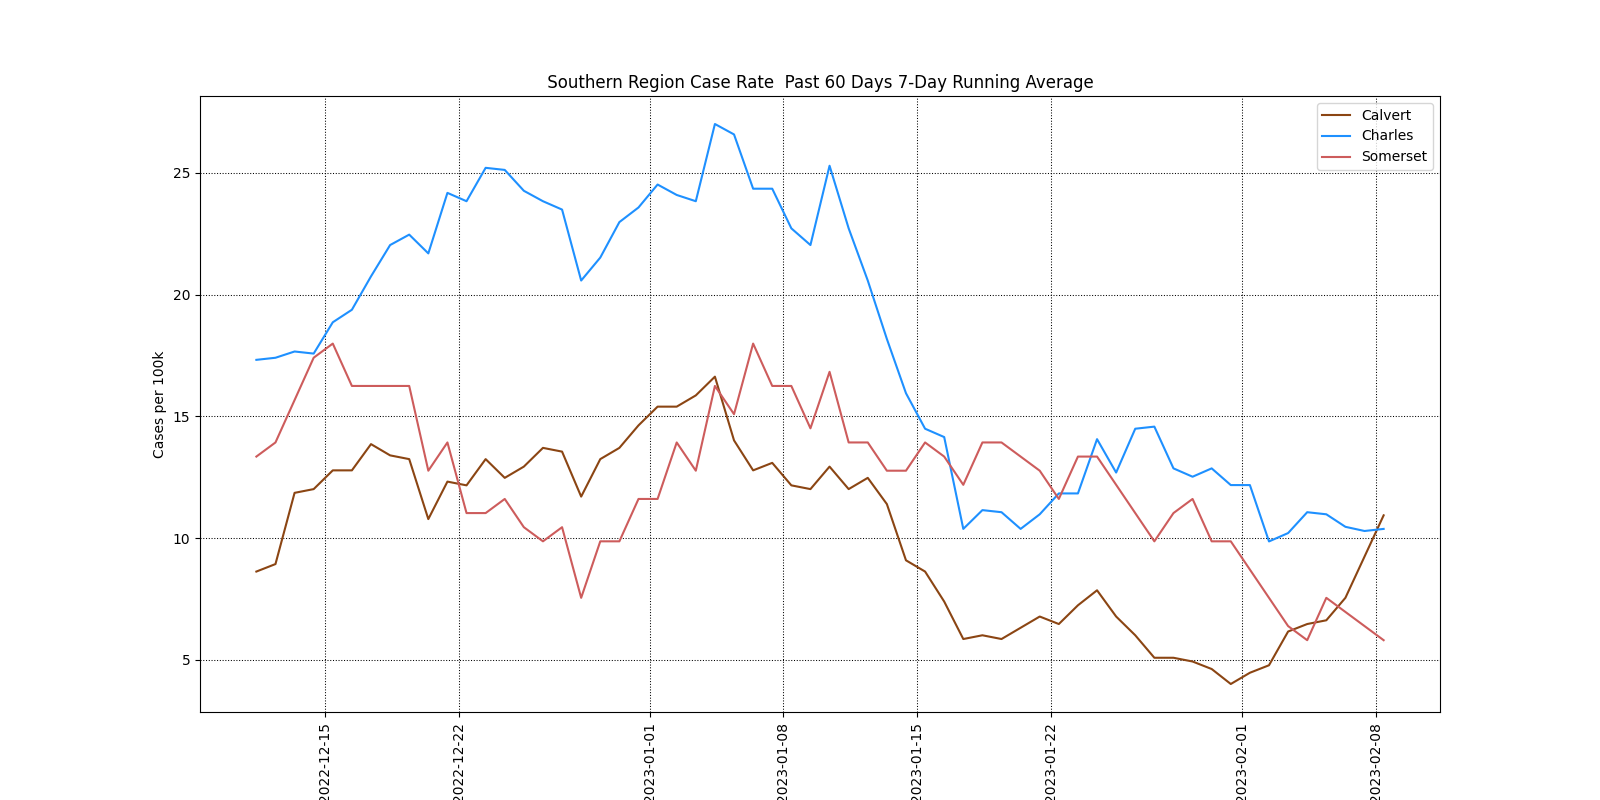 Southern Region Case Rate  Past 60 Days 7-Day Running Average
Calvert
Charles
Somerset
Cases per 100k
25
20
15
10
5
2022-12-15
2022-12-22
2023-01-01
2023-01-08
2023-01-15
2023-01-22
2023-02-01
2023-02-08